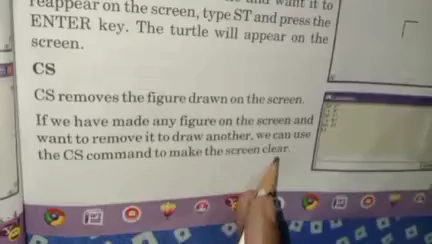 reappear on the screen, type ST and press the
ENTER key. The turtle will appear on the
screen.
CS
CS removes the figure drawn on the screen.
If we have made any figure on the screen and
want to remove it to draw another, we can use
the CS command to make the screen clear.